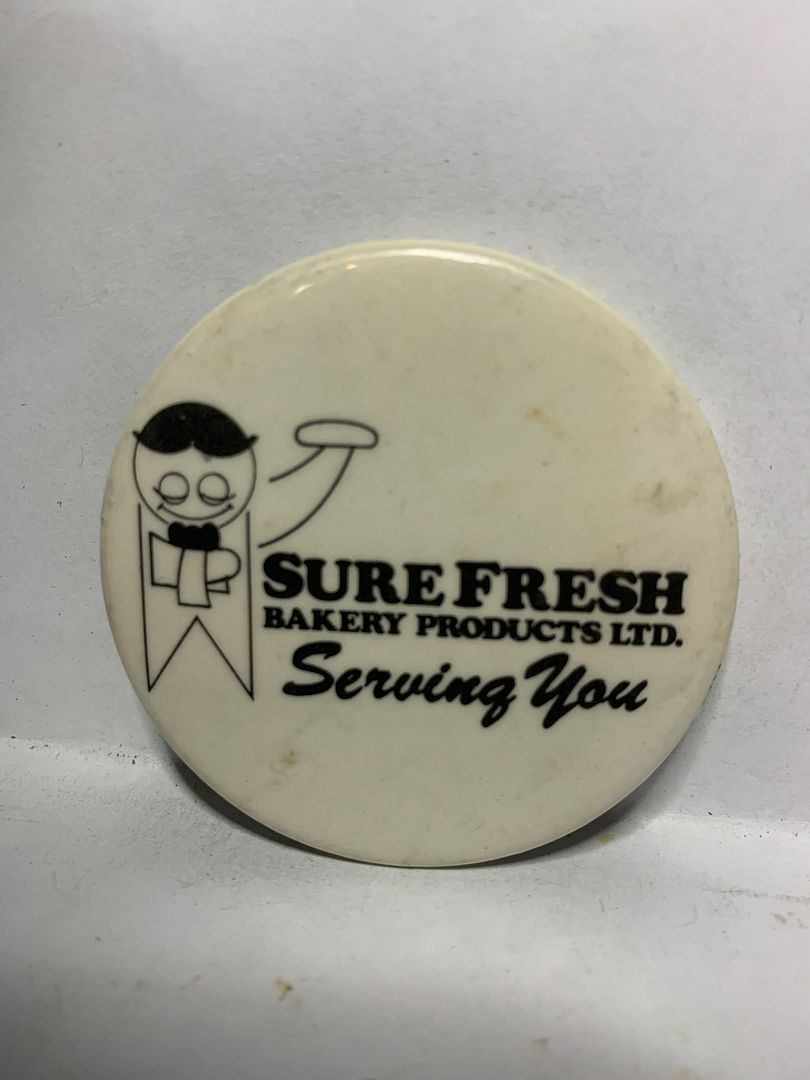 SURE FRESH
BAKERY PRODUCTS LTD.
Serving You